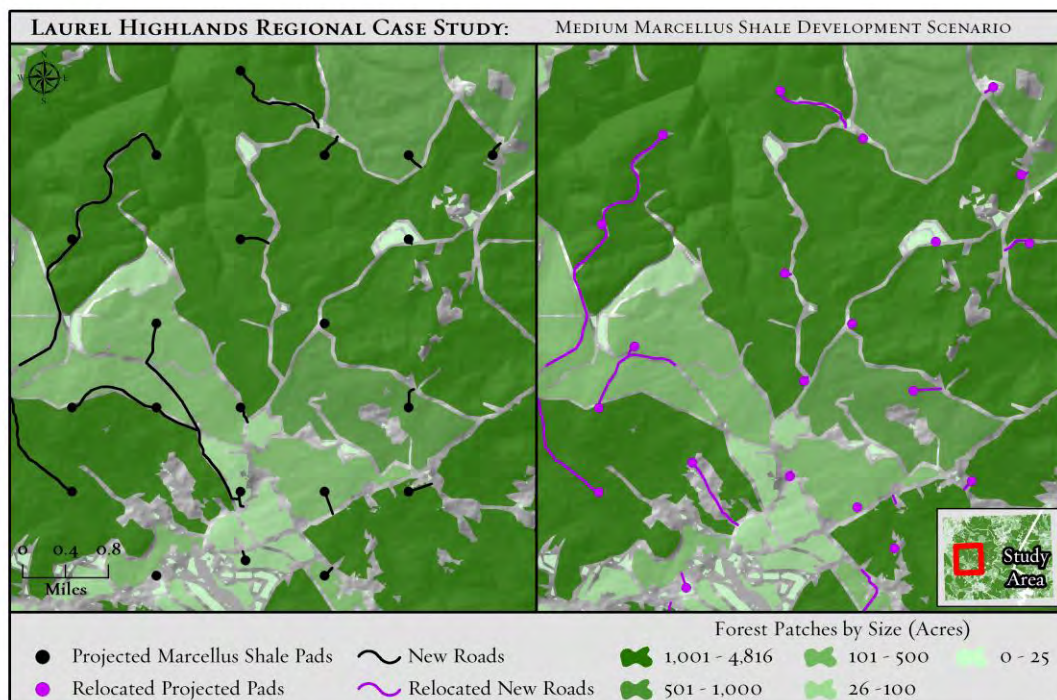 Laurel Highlands Regional Case Study:
Medium Marcellus Shale Development Scenario
N
W
E
S
0 0.4 0.8
Miles
Study
Area
Forest Patches by Size (Acres)
Projected Marcellus Shale Pads
New Roads
1,001 - 4,816
101 - 500
0 - 25
Relocated Projected Pads
Relocated New Roads
501 - 1,000
26 -100